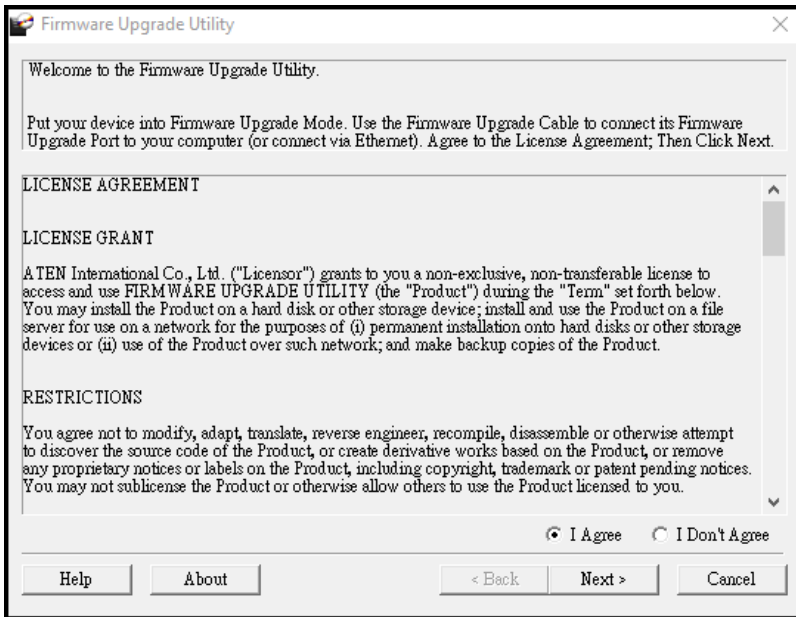 Firmware Upgrade Utility
Welcome to the Firmware Upgrade Utility.
Put your device into Firmware Upgrade Mode. Use the Firmware Upgrade Cable to connect its Firmware
Upgrade Port to your computer (or connect via Ethernet). Agree to the License Agreement; Then Click Next.
LICENSE AGREEMENT
LICENSE GRANT
ATEN International Co., Ltd. ("Licensor") grants to you a non-exclusive, non-transferable license to
access and use FIRMWARE UPGRADE UTILITY (the "Product") during the "Term" set forth below.
You may install the Product on a hard disk or other storage device; install and use the Product on a file
server for use on a network for the purposes of (i) permanent installation onto hard disks or other storage
devices or (ii) use of the Product over such network; and make backup copies of the Product.
RESTRICTIONS
You agree not to modify, adapt, translate, reverse engineer, recompile, disassemble or otherwise attempt
to discover the source code of the Product, or create derivative works based on the Product, or remove
any proprietary notices or labels on the Product, including copyright, trademark or patent pending notices.
You may not sublicense the Product or otherwise allow others to use the Product licensed to you.
I Agree I Don't Agree
Help About < Back Next > Cancel